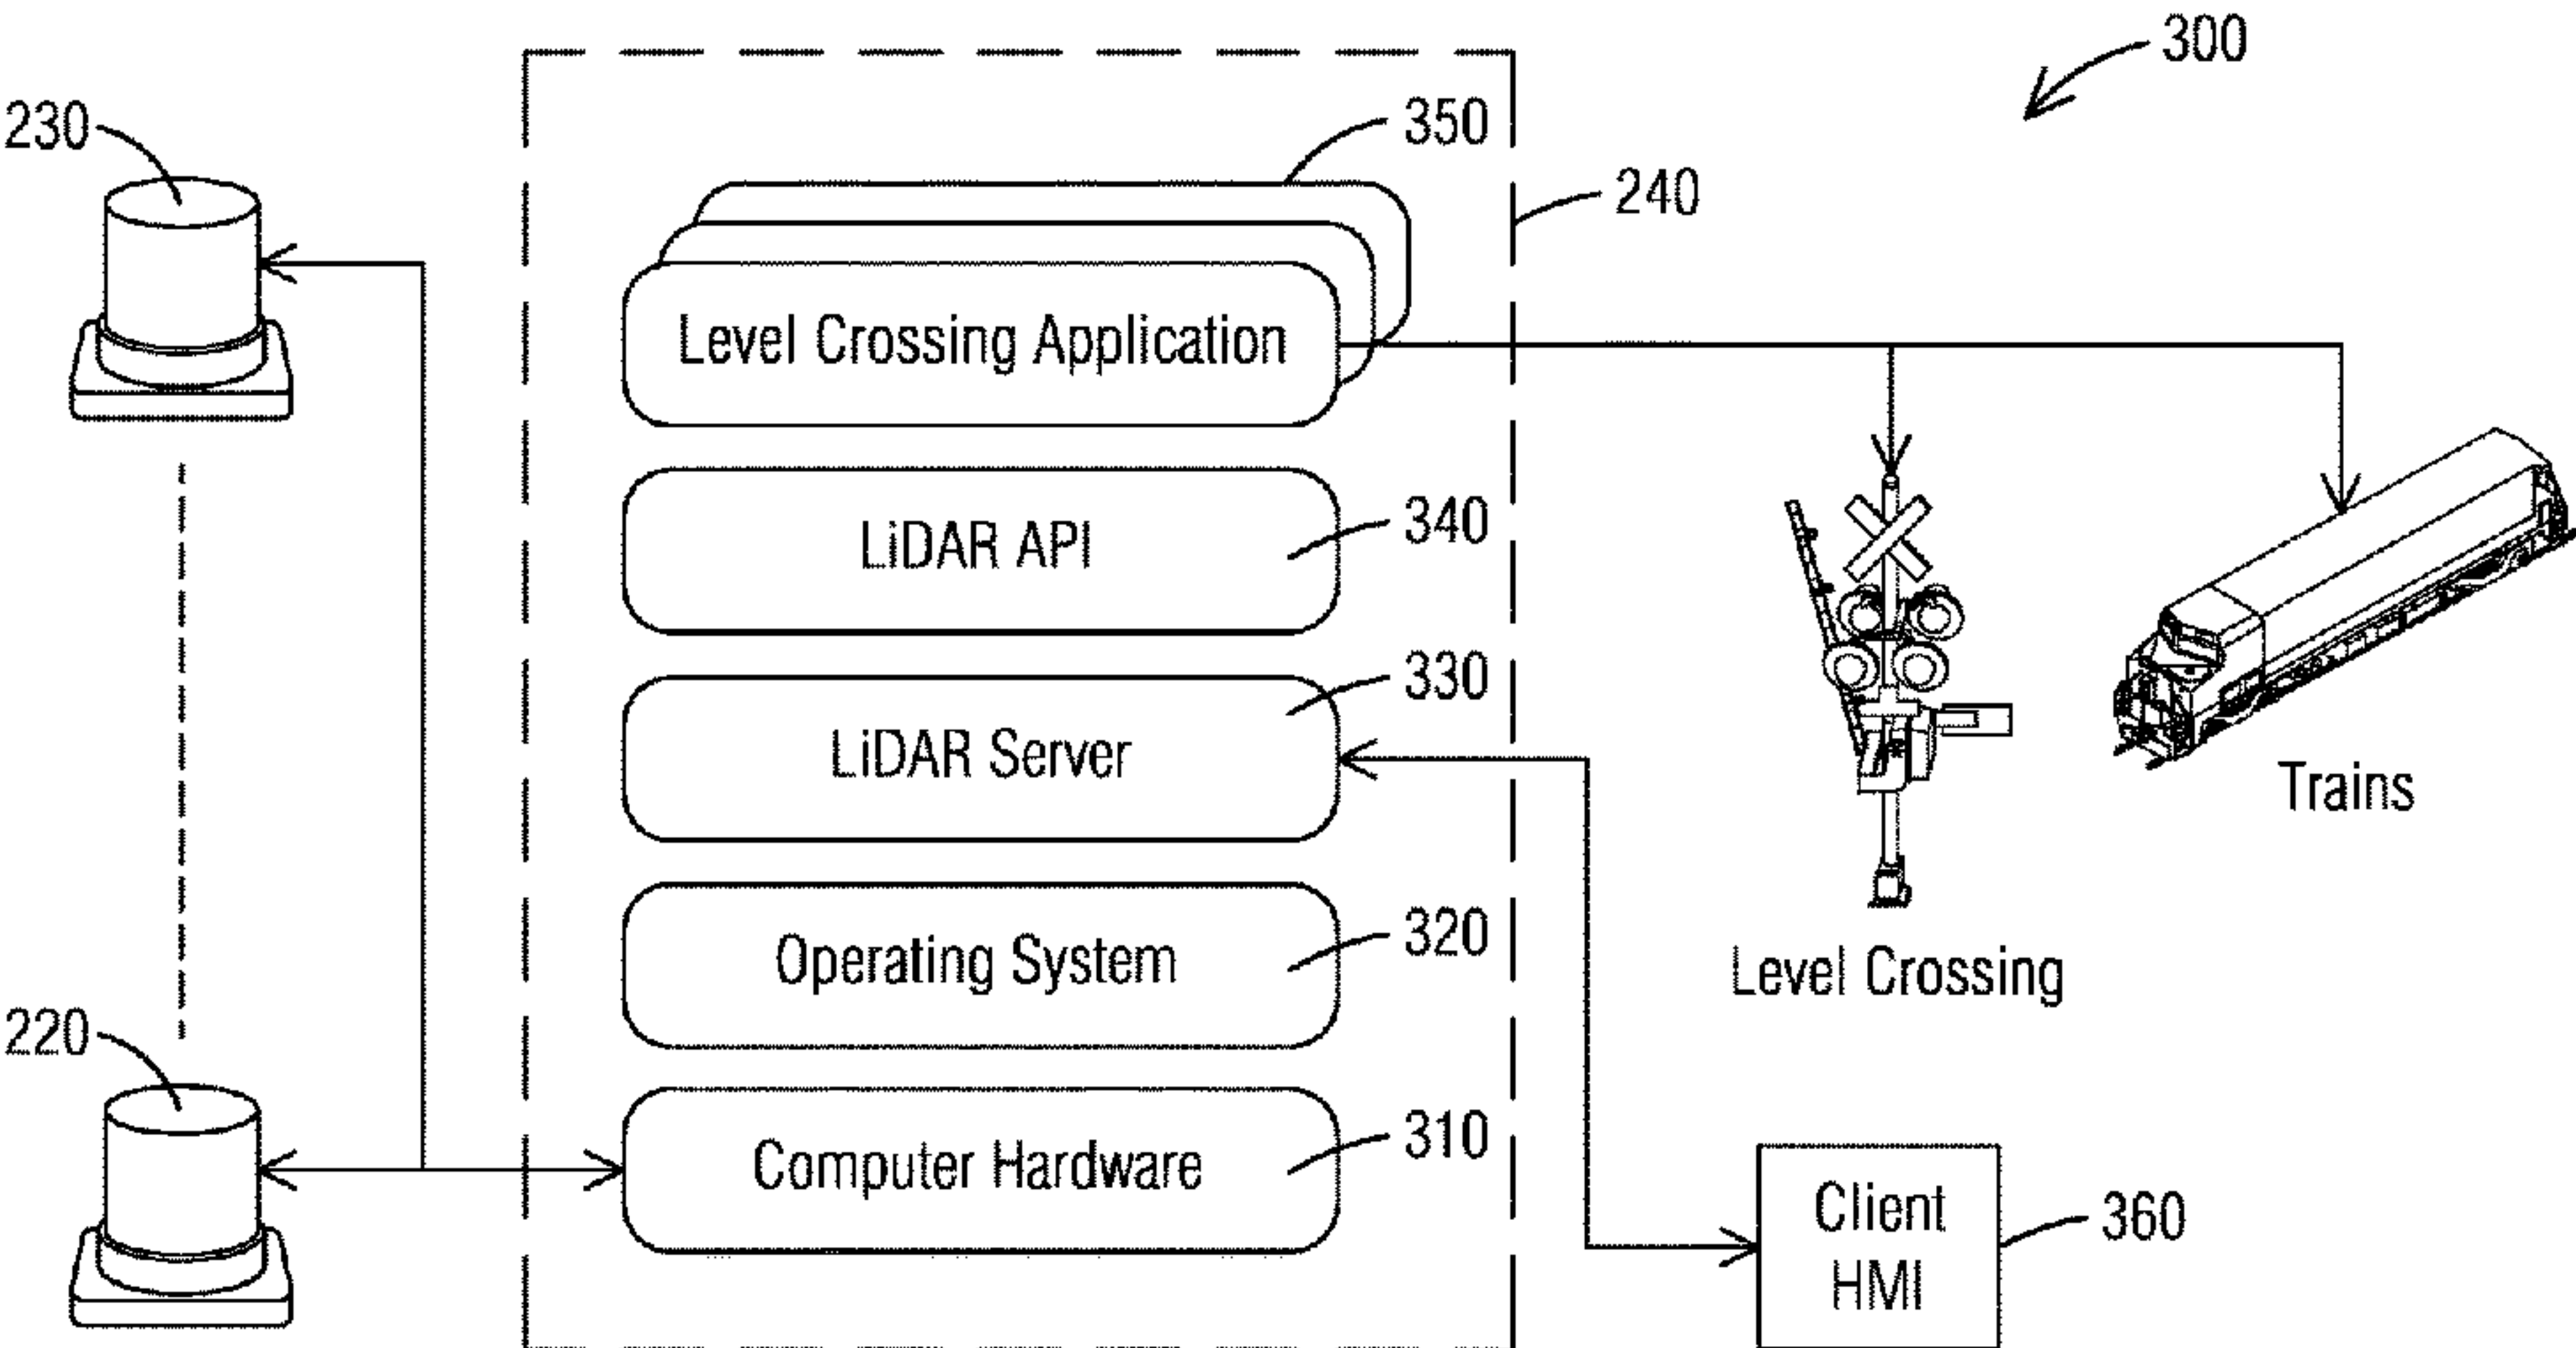 300
230
350
240
Level Crossing Application
LiDAR API
340
330
LiDAR Server
Trains
320
Operating System
Level Crossing
220
310
Computer Hardware
Client
HMI
360